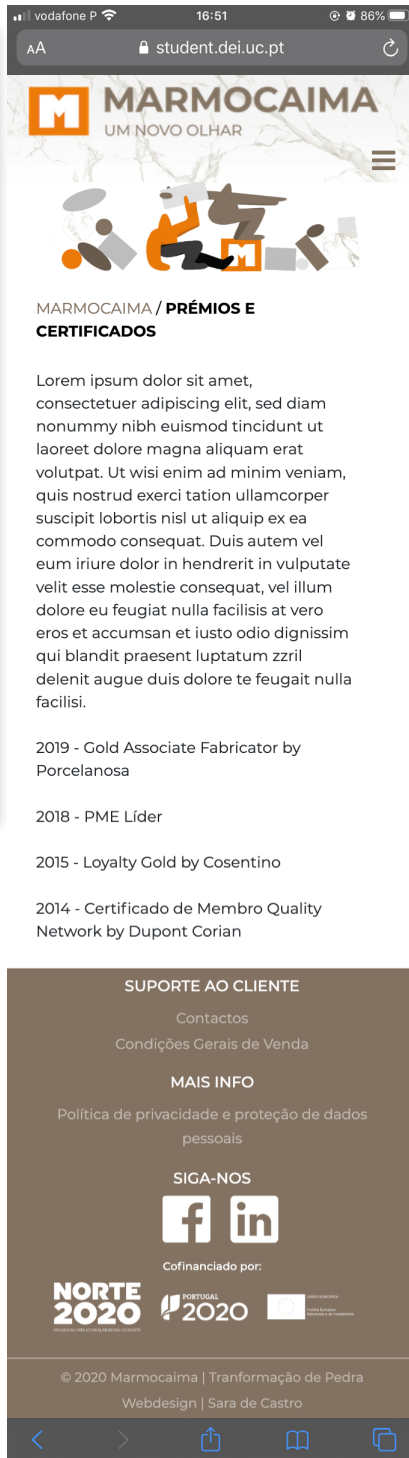 vodafone P 16:51 86%
AA student.dei.uc.pt
MARMOCAIMA
UM NOVO OLHAR
MARMOCAIMA / PRÉMIOS E
CERTIFICADOS
Lorem ipsum dolor sit amet,
consectetuer adipiscing elit, sed diam
nonummy nibh euismod tincidunt ut
laoreet dolore magna aliquam erat
volutpat. Ut wisi enim ad minim veniam,
quis nostrud exerci tation ullamcorper
suscipit lobortis nisl ut aliquip ex ea
commodo consequat. Duis autem vel
eum iriure dolor in hendrerit in vulputate
velit esse molestie consequat, vel illum
dolore eu feugiat nulla facilisis at vero
eros et accumsan et iusto odio dignissim
qui blandit praesent luptatum zzril
delenit augue duis dolore te feugait nulla
facilisi.
2019 - Gold Associate Fabricator by
Porcelanosa
2018 - PME Líder
2015 - Loyalty Gold by Cosentino
2014 - Certificado de Membro Quality
Network by Dupont Corian
SUPORTE AO CLIENTE
Contactos
Condições Gerais de Venda
MAIS INFO
Política de privacidade e proteção de dados
pessoais
SIGA-NOS
f in
Cofinanciado por:
NORTE
2020
PORTUGAL
2020
UNIÃO EUROPEIA
© 2020 Marmocaima | Tranformação de Pedra
Webdesign | Sara de Castro